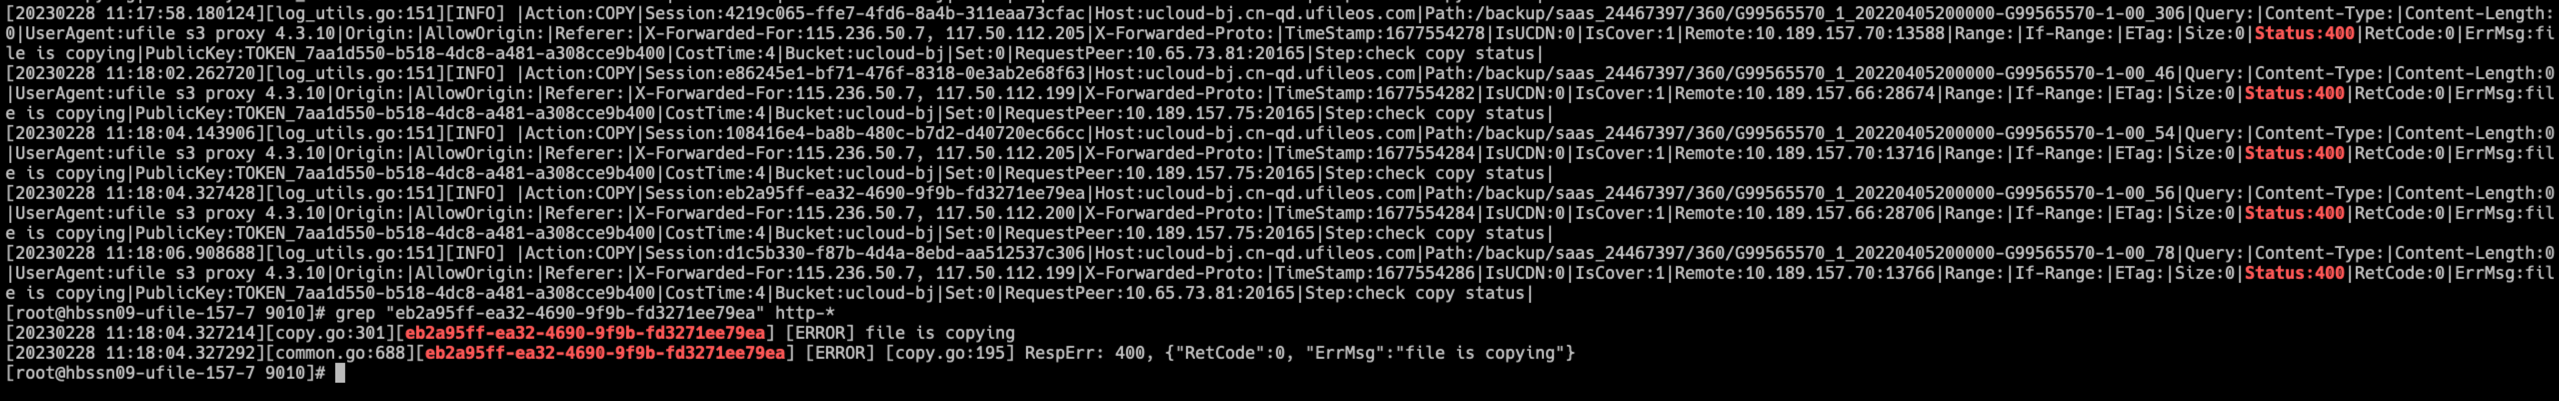 [20230228 11:17:58.180124][log_utils.go:151][INFO] |Action:COPY|Session:4219c065-ffe7-4fd6-8a4b-311eaa73cfac|Host:ucloud-bj.cn-qd.ufileos.com|Path:/backup/saas_24467397/360/G99565570_1_20220405200000-G99565570-1-00_306|Query:|Content-Type:|Content-Length:
0|UserAgent:ufile s3 proxy 4.3.10|Origin:|AllowOrigin:|Referer:|X-Forwarded-For:115.236.50.7, 117.50.112.205|X-Forwarded-Proto:|TimeStamp:1677554278|IsUCDN:0|IsCover:1|Remote:10.189.157.70:13588|Range:|If-Range:|ETag:|Size:0|Status:400|RetCode:0|ErrMsg:fi
le is copying|PublicKey:TOKEN_7aa1d550-b518-4dc8-a481-a308cce9b400|CostTime:4|Bucket:ucloud-bj|Set:0|RequestPeer:10.65.73.81:20165|Step:check copy status|
[20230228 11:18:02.262720][log_utils.go:151][INFO] |Action:COPY|Session:e86245e1-bf71-476f-8318-0e3ab2e68f63|Host:ucloud-bj.cn-qd.ufileos.com|Path:/backup/saas_24467397/360/G99565570_1_20220405200000-G99565570-1-00_46|Query:|Content-Type:|Content-Length:0
|UserAgent:ufile s3 proxy 4.3.10|Origin:|AllowOrigin:|Referer:|X-Forwarded-For:115.236.50.7, 117.50.112.199|X-Forwarded-Proto:|TimeStamp:1677554282|IsUCDN:0|IsCover:1|Remote:10.189.157.66:28674|Range:|If-Range:|ETag:|Size:0|Status:400|RetCode:0|ErrMsg:fil
e is copying|PublicKey:TOKEN_7aa1d550-b518-4dc8-a481-a308cce9b400|CostTime:4|Bucket:ucloud-bj|Set:0|RequestPeer:10.189.157.75:20165|Step:check copy status|
[20230228 11:18:04.143906][log_utils.go:151][INFO] |Action:COPY|Session:108416e4-ba8b-480c-b7d2-d40720ec66cc|Host:ucloud-bj.cn-qd.ufileos.com|Path:/backup/saas_24467397/360/G99565570_1_20220405200000-G99565570-1-00_54|Query:|Content-Type:|Content-Length:0
|UserAgent:ufile s3 proxy 4.3.10|Origin:|AllowOrigin:|Referer:|X-Forwarded-For:115.236.50.7, 117.50.112.205|X-Forwarded-Proto:|TimeStamp:1677554284|IsUCDN:0|IsCover:1|Remote:10.189.157.70:13716|Range:|If-Range:|ETag:|Size:0|Status:400|RetCode:0|ErrMsg:fil
e is copying|PublicKey:TOKEN_7aa1d550-b518-4dc8-a481-a308cce9b400|CostTime:4|Bucket:ucloud-bj|Set:0|RequestPeer:10.189.157.75:20165|Step:check copy status|
[20230228 11:18:04.327428][log_utils.go:151][INFO] |Action:COPY|Session:eb2a95ff-ea32-4690-9f9b-fd3271ee79ea|Host:ucloud-bj.cn-qd.ufileos.com|Path:/backup/saas_24467397/360/G99565570_1_20220405200000-G99565570-1-00_56|Query:|Content-Type:|Content-Length:0
|UserAgent:ufile s3 proxy 4.3.10|Origin:|AllowOrigin:|Referer:|X-Forwarded-For:115.236.50.7, 117.50.112.200|X-Forwarded-Proto:|TimeStamp:1677554284|IsUCDN:0|IsCover:1|Remote:10.189.157.66:28706|Range:|If-Range:|ETag:|Size:0|Status:400|RetCode:0|ErrMsg:fil
e is copying|PublicKey:TOKEN_7aa1d550-b518-4dc8-a481-a308cce9b400|CostTime:4|Bucket:ucloud-bj|Set:0|RequestPeer:10.189.157.75:20165|Step:check copy status|
[20230228 11:18:06.908688][log_utils.go:151][INFO] |Action:COPY|Session:d1c5b330-f87b-4d4a-8ebd-aa512537c306|Host:ucloud-bj.cn-qd.ufileos.com|Path:/backup/saas_24467397/360/G99565570_1_20220405200000-G99565570-1-00_78|Query:|Content-Type:|Content-Length:0
|UserAgent:ufile s3 proxy 4.3.10|Origin:|AllowOrigin:|Referer:|X-Forwarded-For:115.236.50.7, 117.50.112.199|X-Forwarded-Proto:|TimeStamp:1677554286|IsUCDN:0|IsCover:1|Remote:10.189.157.70:13766|Range:|If-Range:|ETag:|Size:0|Status:400|RetCode:0|ErrMsg:fil
e is copying|PublicKey:TOKEN_7aa1d550-b518-4dc8-a481-a308cce9b400|CostTime:4|Bucket:ucloud-bj|Set:0|RequestPeer:10.65.73.81:20165|Step:check copy status|
[root@hbssn09-ufile-157-7 9010]# grep "eb2a95ff-ea32-4690-9f9b-fd3271ee79ea" http-*
[20230228 11:18:04.327214][copy.go:301][eb2a95ff-ea32-4690-9f9b-fd3271ee79ea] [ERROR] file is copying
[20230228 11:18:04.327292][common.go:688][eb2a95ff-ea32-4690-9f9b-fd3271ee79ea] [ERROR] [copy.go:195] RespErr: 400, {"RetCode":0, "ErrMsg":"file is copying"}
[root@hbssn09-ufile-157-7 9010]#